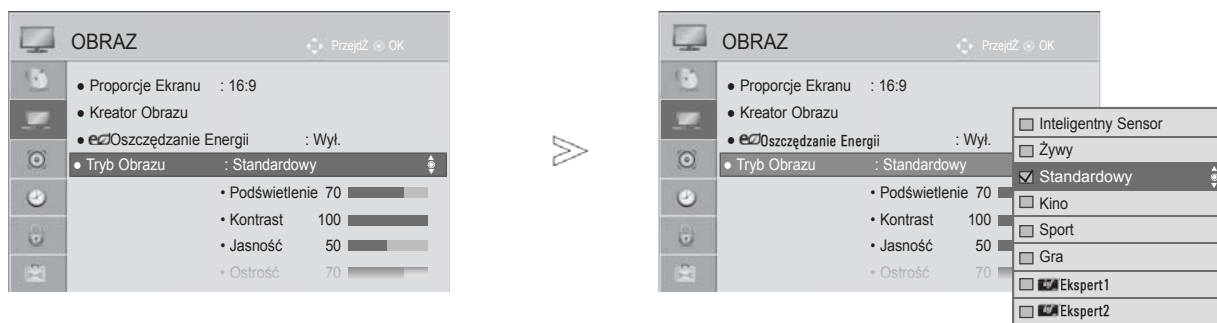 OBRAZ
PrzejdŹ OK
● Proporcje Ekranu : 16:9
● Kreator Obrazu
● eco Oszczędzanie Energii : Wył.
● Tryb Obrazu : Standardowy
• Podświetlenie 70
• Kontrast 100
• Jasność 50
• Ostrość 70
OBRAZ
PrzejdŹ OK
● Proporcje Ekranu : 16:9
● Kreator Obrazu
● eco Oszczędzanie Energii : Wył.
● Tryb Obrazu : Standardowy
• Podświetlenie 70
• Kontrast 100
• Jasność 50
• Ostrość 70
Inteligentny Sensor
Żywy
Standardowy
Kino
Sport
Gra
Ekspert1
Ekspert2